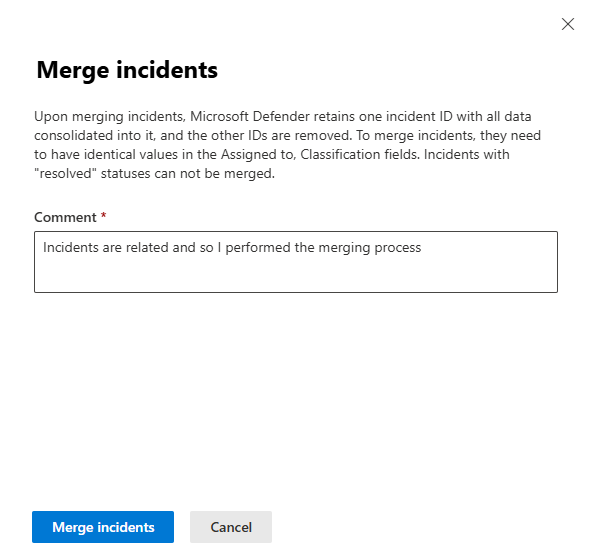 Merge incidents
Upon merging incidents, Microsoft Defender retains one incident ID with all data
consolidated into it, and the other IDs are removed. To merge incidents, they need
to have identical values in the Assigned to, Classification fields. Incidents with
"resolved" statuses can not be merged.
Comment *
Incidents are related and so I performed the merging process
Merge incidents
Cancel